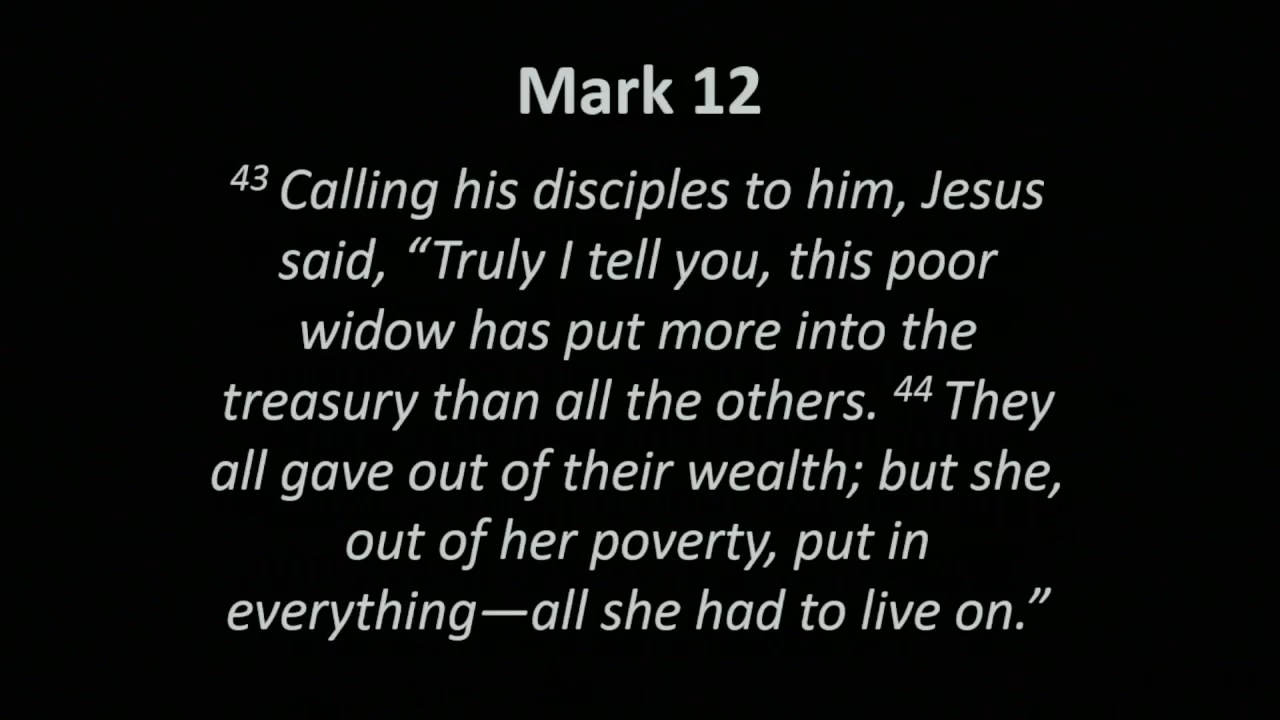 Mark 12
43 Calling his disciples to him, Jesus
said, “Truly I tell you, this poor
widow has put more into the
treasury than all the others. 44 They
all gave out of their wealth; but she,
out of her poverty, put in
everything—all she had to live on.”